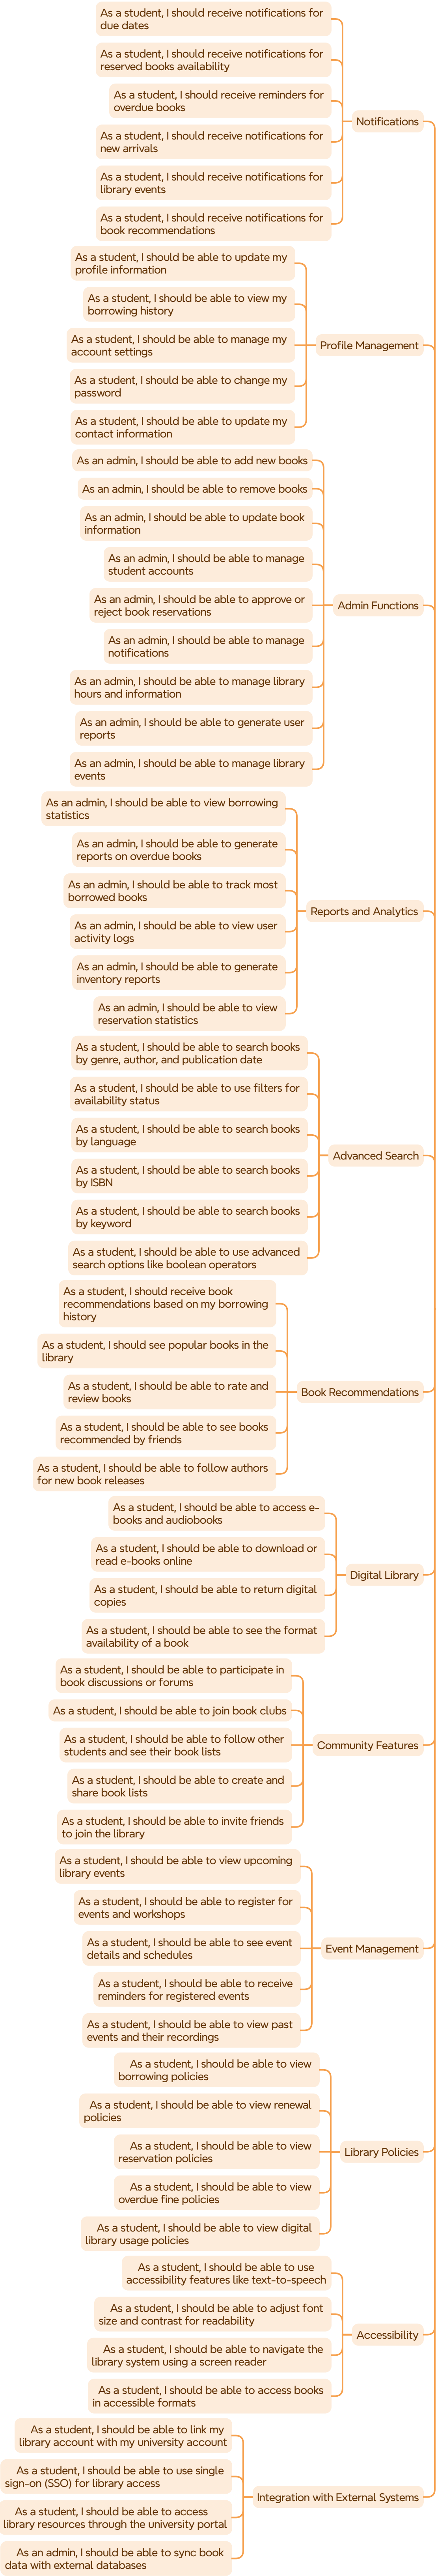 As a student, I should receive notifications for
due dates
As a student, I should receive notifications for
reserved books availability
As a student, I should receive reminders for
overdue books
As a student, I should receive notifications for
new arrivals
As a student, I should receive notifications for
library events
As a student, I should receive notifications for
book recommendations
Notifications
As a student, I should be able to update my
profile information
As a student, I should be able to view my
borrowing history
As a student, I should be able to manage my
account settings
As a student, I should be able to change my
password
As a student, I should be able to update my
contact information
Profile Management
As an admin, I should be able to add new books
As an admin, I should be able to remove books
As an admin, I should be able to update book
information
As an admin, I should be able to manage
student accounts
As an admin, I should be able to approve or
reject book reservations
As an admin, I should be able to manage
notifications
As an admin, I should be able to manage library
hours and information
As an admin, I should be able to generate user
reports
As an admin, I should be able to manage library
events
Admin Functions
As an admin, I should be able to view borrowing
statistics
As an admin, I should be able to generate
reports on overdue books
As an admin, I should be able to track most
borrowed books
As an admin, I should be able to view user
activity logs
As an admin, I should be able to generate
inventory reports
As an admin, I should be able to view
reservation statistics
Reports and Analytics
As a student, I should be able to search books
by genre, author, and publication date
As a student, I should be able to use filters for
availability status
As a student, I should be able to search books
by language
As a student, I should be able to search books
by ISBN
As a student, I should be able to search books
by keyword
As a student, I should be able to use advanced
search options like boolean operators
Advanced Search
As a student, I should receive book
recommendations based on my borrowing
history
As a student, I should see popular books in the
library
As a student, I should be able to rate and
review books
As a student, I should be able to see books
recommended by friends
As a student, I should be able to follow authors
for new book releases
Book Recommendations
As a student, I should be able to access e-
books and audiobooks
As a student, I should be able to download or
read e-books online
As a student, I should be able to return digital
copies
As a student, I should be able to see the format
availability of a book
Digital Library
As a student, I should be able to participate in
book discussions or forums
As a student, I should be able to join book clubs
As a student, I should be able to follow other
students and see their book lists
As a student, I should be able to create and
share book lists
As a student, I should be able to invite friends
to join the library
Community Features
As a student, I should be able to view upcoming
library events
As a student, I should be able to register for
events and workshops
As a student, I should be able to see event
details and schedules
As a student, I should be able to receive
reminders for registered events
As a student, I should be able to view past
events and their recordings
Event Management
As a student, I should be able to view
borrowing policies
As a student, I should be able to view renewal
policies
As a student, I should be able to view
reservation policies
As a student, I should be able to view
overdue fine policies
As a student, I should be able to view digital
library usage policies
Library Policies
As a student, I should be able to use
accessibility features like text-to-speech
As a student, I should be able to adjust font
size and contrast for readability
As a student, I should be able to navigate the
library system using a screen reader
As a student, I should be able to access books
in accessible formats
Accessibility
As a student, I should be able to link my
library account with my university account
As a student, I should be able to use single
sign-on (SSO) for library access
As a student, I should be able to access
library resources through the university portal
As an admin, I should be able to sync book
data with external databases
Integration with External Systems